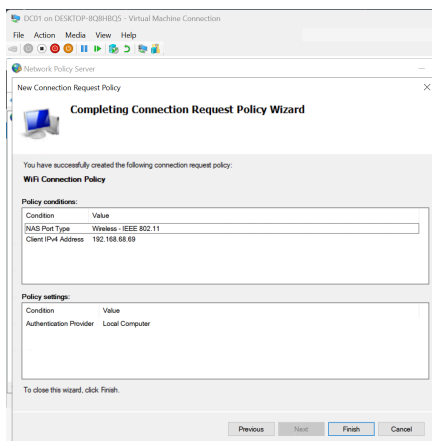 DC01 on DESKTOP-8Q8HBQS - Virtual Machine Connection
File Action Media View Help
Network Policy Server
New Connection Request Policy
Completing Connection Request Policy Wizard
You have successfully created the following connection request policy:
WiFi Connection Policy
Policy conditions:
Condition Value
NAS Port Type Wireless - IEEE 802.11
Client IPv4 Address 192.168.68.69
Policy settings:
Condition Value
Authentication Provider Local Computer
To close this wizard, click Finish.
Previous Next Finish Cancel